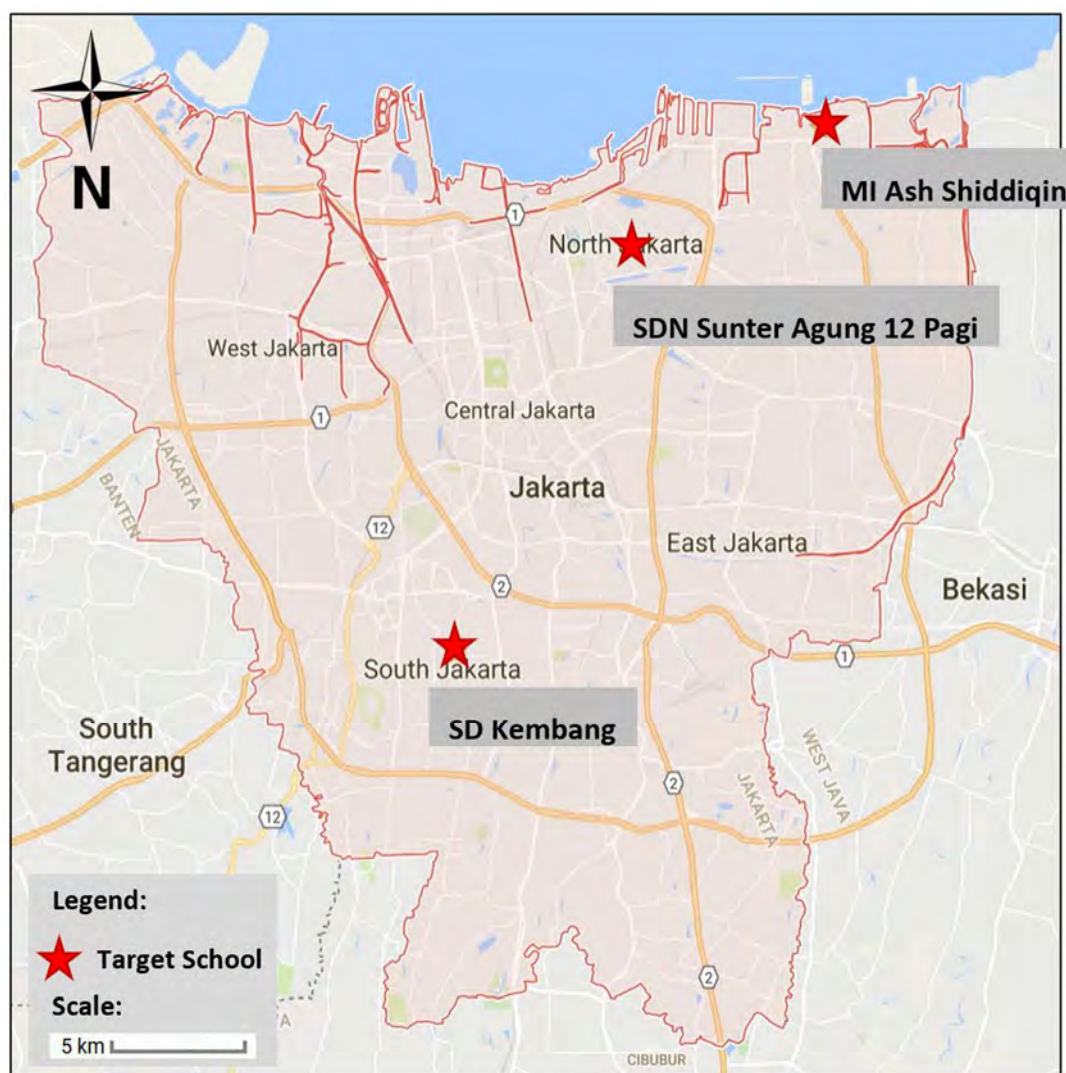 N
MI Ash Shiddiqin
1
North Jakarta
SDN Sunter Agung 12 Pagi
West Jakarta
1
Central Jakarta
JAKARTA
BANTEN
Jakarta
12
East Jakarta
2
Bekasi
1
South Jakarta
SD Kembang
South
Tangerang
WEST JAVA
JAKARTA
2
12
Legend:
Target School
Scale:
5 km
2
CIBUBUR